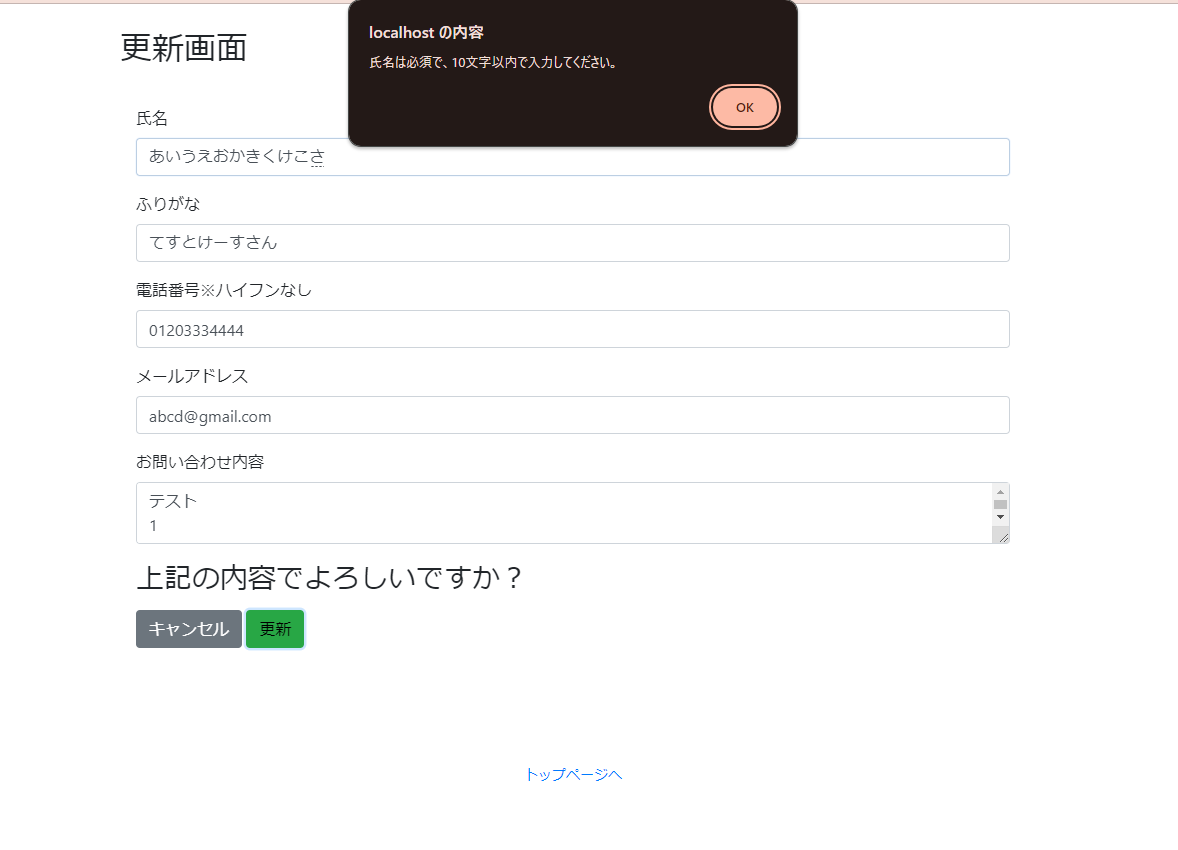 localhost の内容
氏名は必須で、10文字以内で入力してください。
OK
更新画面
氏名
あいうえおかきくけこさ
ふりがな
てすとけーすさん
電話番号※ハイフンなし
01203334444
メールアドレス
abcd@gmail.com
お問い合わせ内容
テスト
1
上記の内容でよろしいですか？
キャンセル 更新
トップページへ